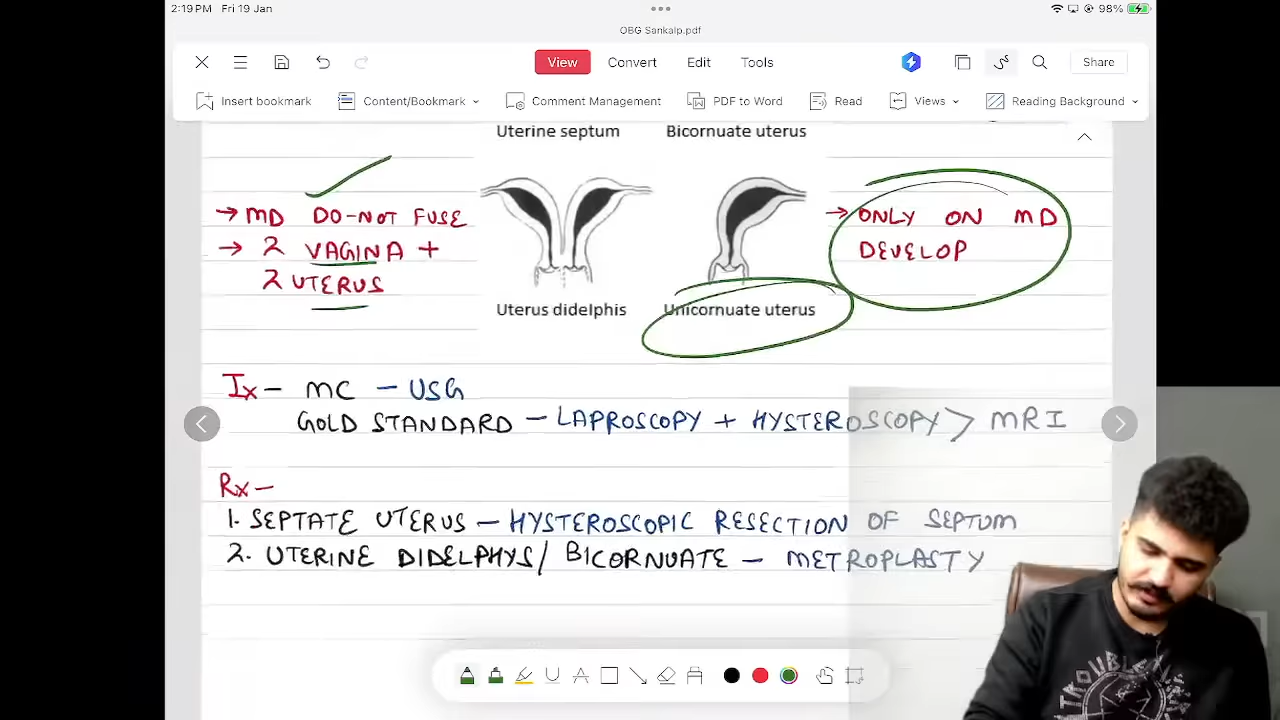 2:19 PM Fri 19 Jan
98%
OBG Sankalp.pdf
View Convert Edit Tools Share
Insert bookmark Content/Bookmark Comment Management PDF to Word Read Views Reading Background
Uterine septum Bicornuate uterus
→ MD DO-NOT FUSE
→ 2 VAGINA +
2 UTERUS
→ ONLY ON MD
DEVELOP
Uterus didelphis Unicornuate uterus
Ix - MC - USG
GOLD STANDARD - LAPROSCOPY + HYSTEROSCOPY > MRI
Rx -
1. SEPTATE UTERUS - HYSTEROSCOPIC RESECTION OF SEPTUM
2. UTERINE DIDELPHYS/ BICORNUATE - METROPLASTY